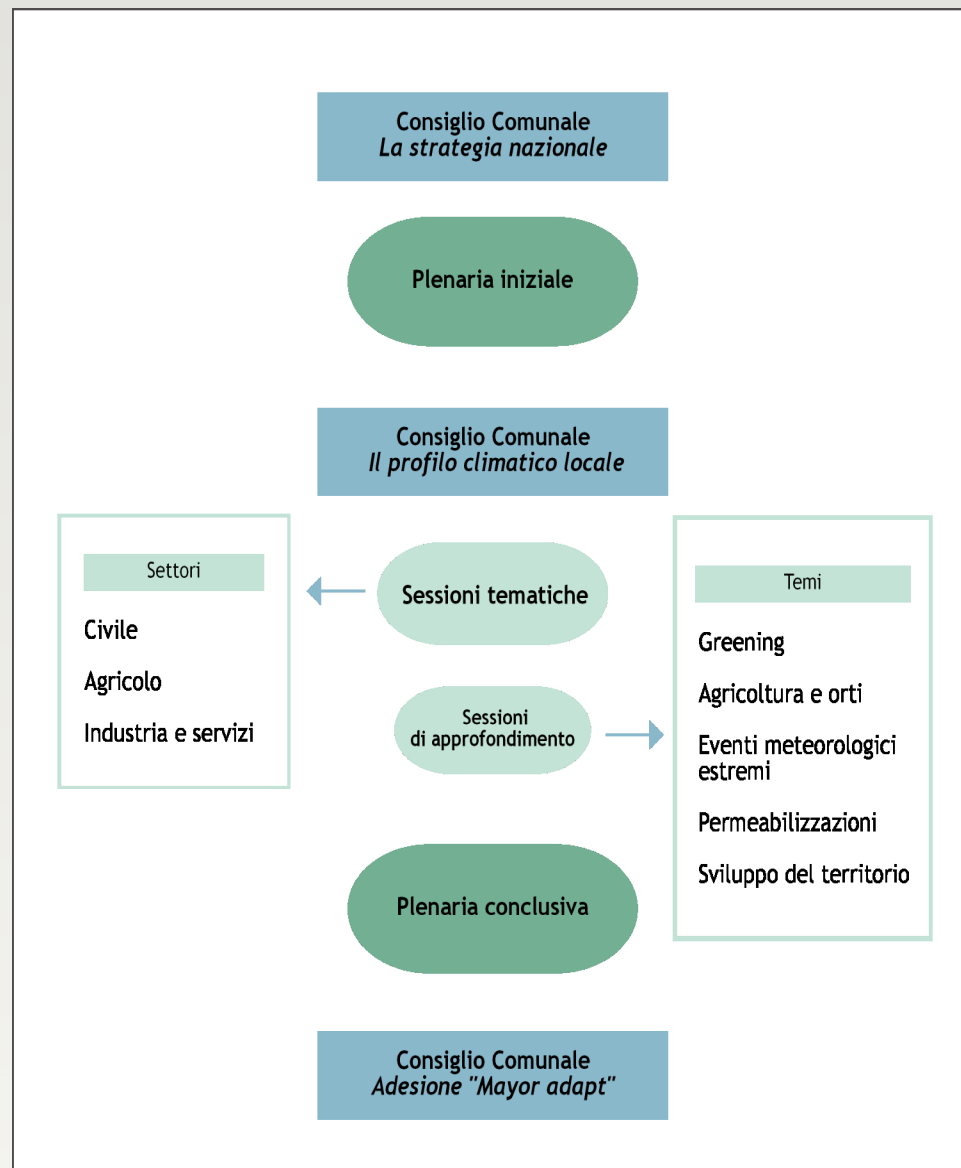 Consiglio Comunale
La strategia nazionale
Plenaria iniziale
Consiglio Comunale
Il profilo climatico locale
Settori
Civile
Agricolo
Industria e servizi
Sessioni tematiche
Sessioni
di approfondimento
Temi
Greening
Agricoltura e orti
Eventi meteorologici
estremi
Permeabilizzazioni
Sviluppo del territorio
Plenaria conclusiva
Consiglio Comunale
Adesione "Mayor adapt"